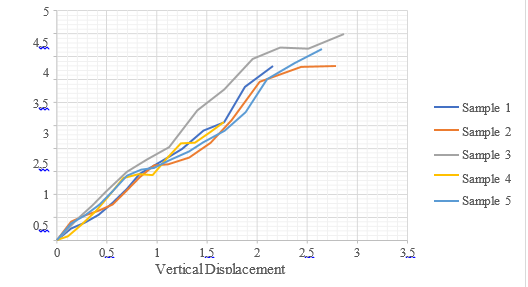 5
4,5
4
3,5
3
2,5
1
0,5
0 0,5 1 1,5 2 2,5 3 3,5
Vertical Displacement
Sample 1
Sample 2
Sample 3
Sample 4
Sample 5